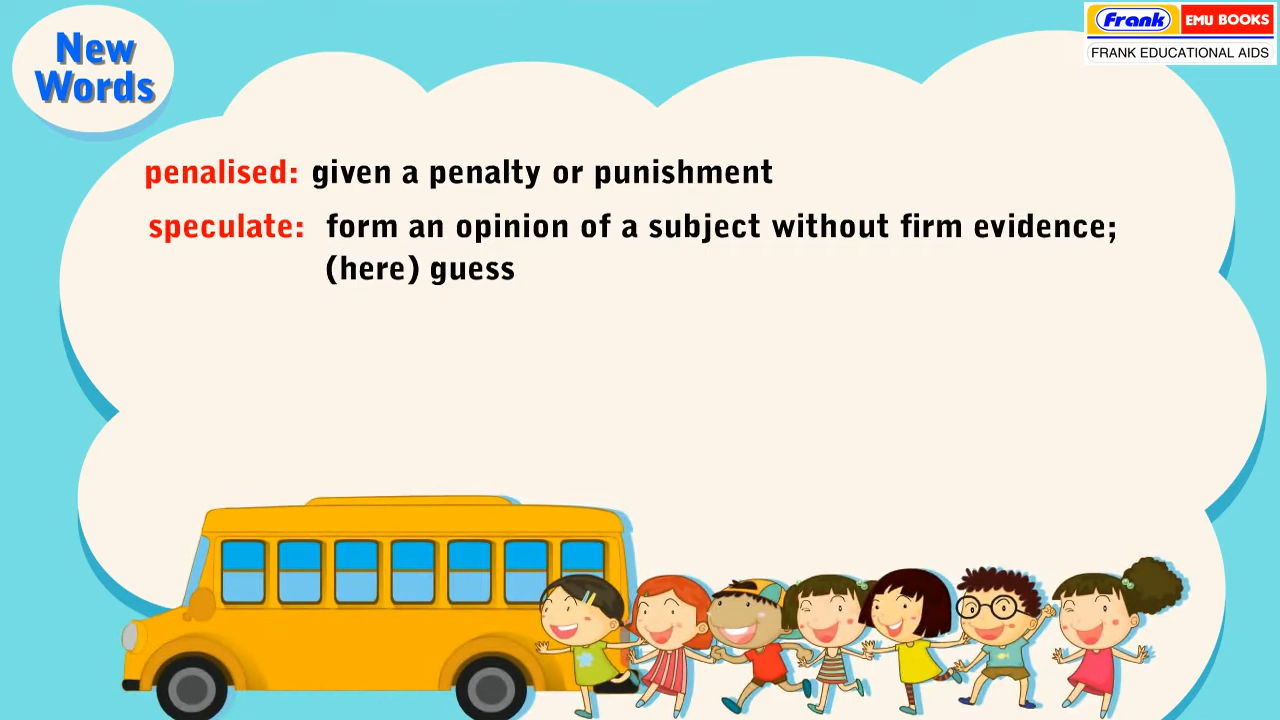 New
Words
Frank
EMU BOOKS
FRANK EDUCATIONAL AIDS
penalised: given a penalty or punishment
speculate: form an opinion of a subject without firm evidence;
(here) guess